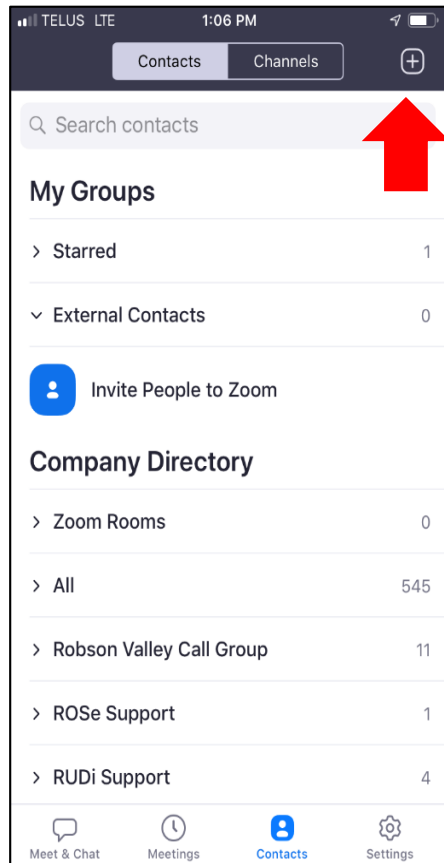 TELUS LTE 1:06 PM
Contacts Channels
Search contacts
My Groups
Starred 1
External Contacts 0
Invite People to Zoom
Company Directory
Zoom Rooms 0
All 545
Robson Valley Call Group 11
ROSe Support 1
RUDi Support 4
Meet & Chat Meetings Contacts Settings